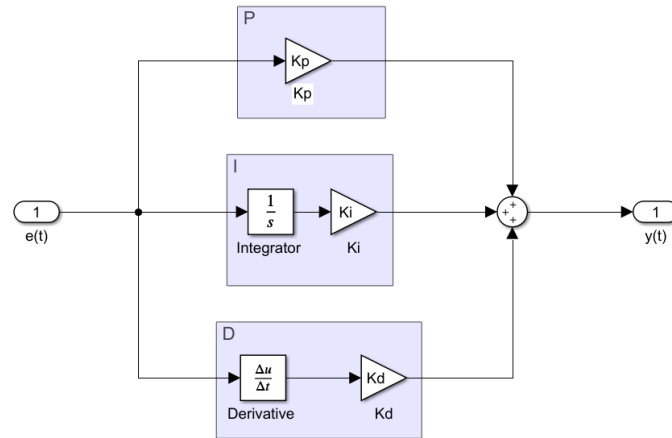 P
Kp
Kp
I
1
e(t)
1
s
Integrator
Ki
Ki
+
+
+
1
y(t)
D
Δu
Δt
Derivative
Kd
Kd